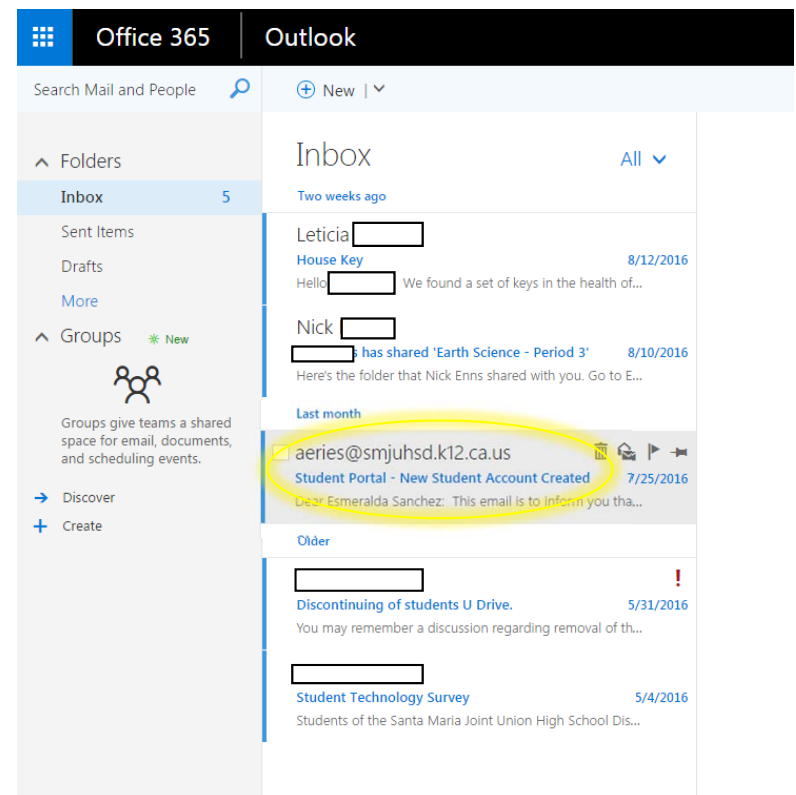 Office 365 Outlook
Search Mail and People
New
Folders
Inbox 5
Sent Items
Drafts
More
Groups New
Groups give teams a shared
space for email, documents,
and scheduling events.
Discover
Create
Inbox All
Two weeks ago
Leticia
House Key 8/12/2016
Hello We found a set of keys in the health of...
Nick
s has shared 'Earth Science - Period 3' 8/10/2016
Here's the folder that Nick Enns shared with you. Go to E...
Last month
aeries@smjuhsd.k12.ca.us
Student Portal - New Student Account Created 7/25/2016
Dear Esmeralda Sanchez: This email is to inform you tha...
Older
!
Discontinuing of students U Drive. 5/31/2016
You may remember a discussion regarding removal of th...
Student Technology Survey 5/4/2016
Students of the Santa Maria Joint Union High School Dis...